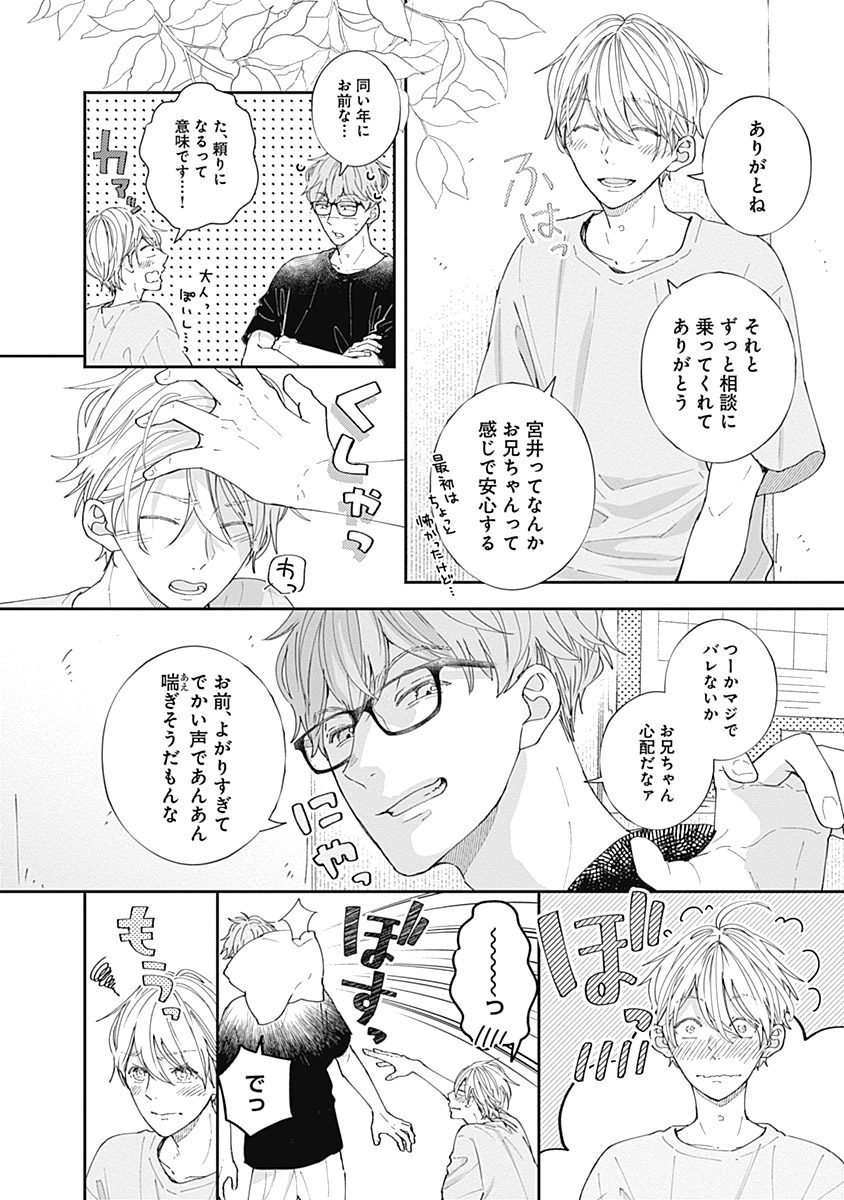 ありがとね
ふはっ
それと
ずっと相談に
乗ってくれて
ありがとう
宮井ってなんか
お兄ちゃんって
感じで安心する
最初は
ちょっと
怖かったけど…
同い年に
お前な…
た、頼りに
なるって
意味です…！
カァッ
大人っ
ぽいし…っ
くしゃっ
わっ
つーかマジで
バレないか
お兄ちゃん
心配だなァ
お前、よがりすぎて
でかい声であんあん
喘ぎそうだもんな
あえ
にやっ
ぼっ
〜〜〜っ
ぼすっ
でっ
もうっ